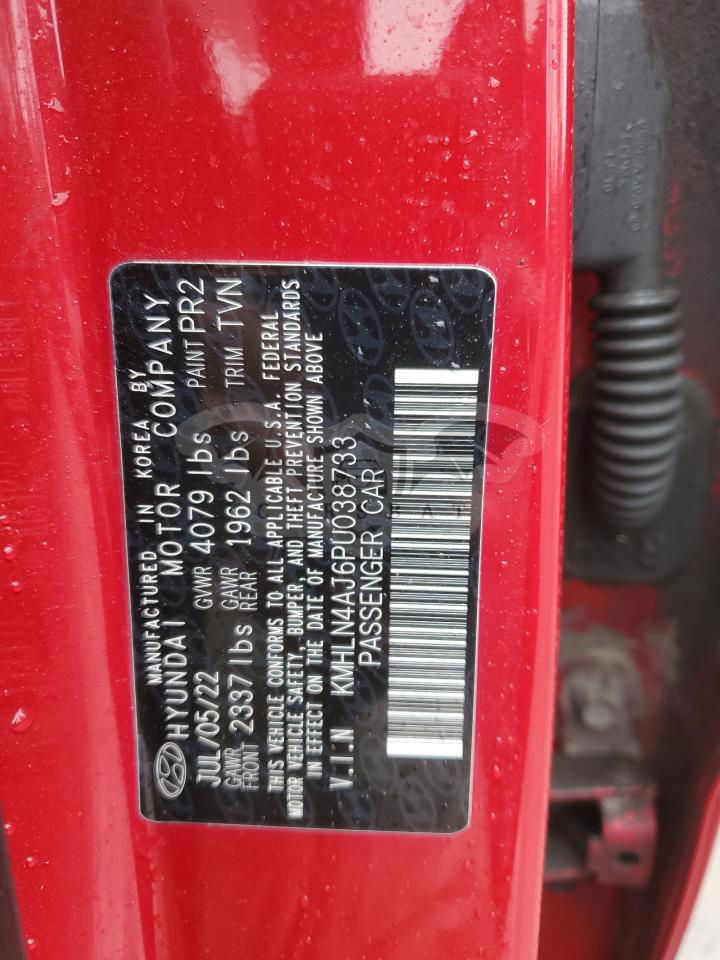 MANUFACTURED IN KOREA BY
HYUNDAI MOTOR COMPANY
JUL/05/22 GVWR 4079 lbs PAINT PR2
GAWR FRONT 2337 lbs GAWR REAR 1962 lbs TRIM TVN
THIS VEHICLE CONFORMS TO ALL APPLICABLE U.S.A. FEDERAL
MOTOR VEHICLE SAFETY, BUMPER, AND THEFT PREVENTION STANDARDS
IN EFFECT ON THE DATE OF MANUFACTURE SHOWN ABOVE
V.I.N KMHLN4AJ6PU038733
PASSENGER CAR